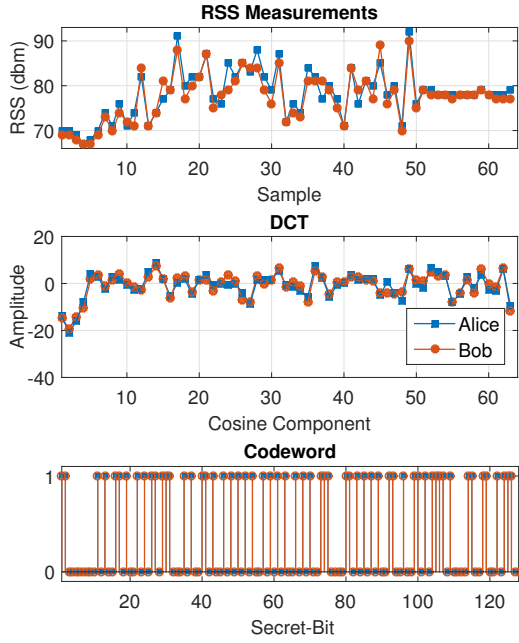 RSS Measurements
RSS (dbm)
90
80
70
10 20 30 40 50 60
Sample
DCT
Amplitude
20
0
-20
-40
Alice
Bob
10 20 30 40 50 60
Cosine Component
Codeword
1
0
20 40 60 80 100 120
Secret-Bit